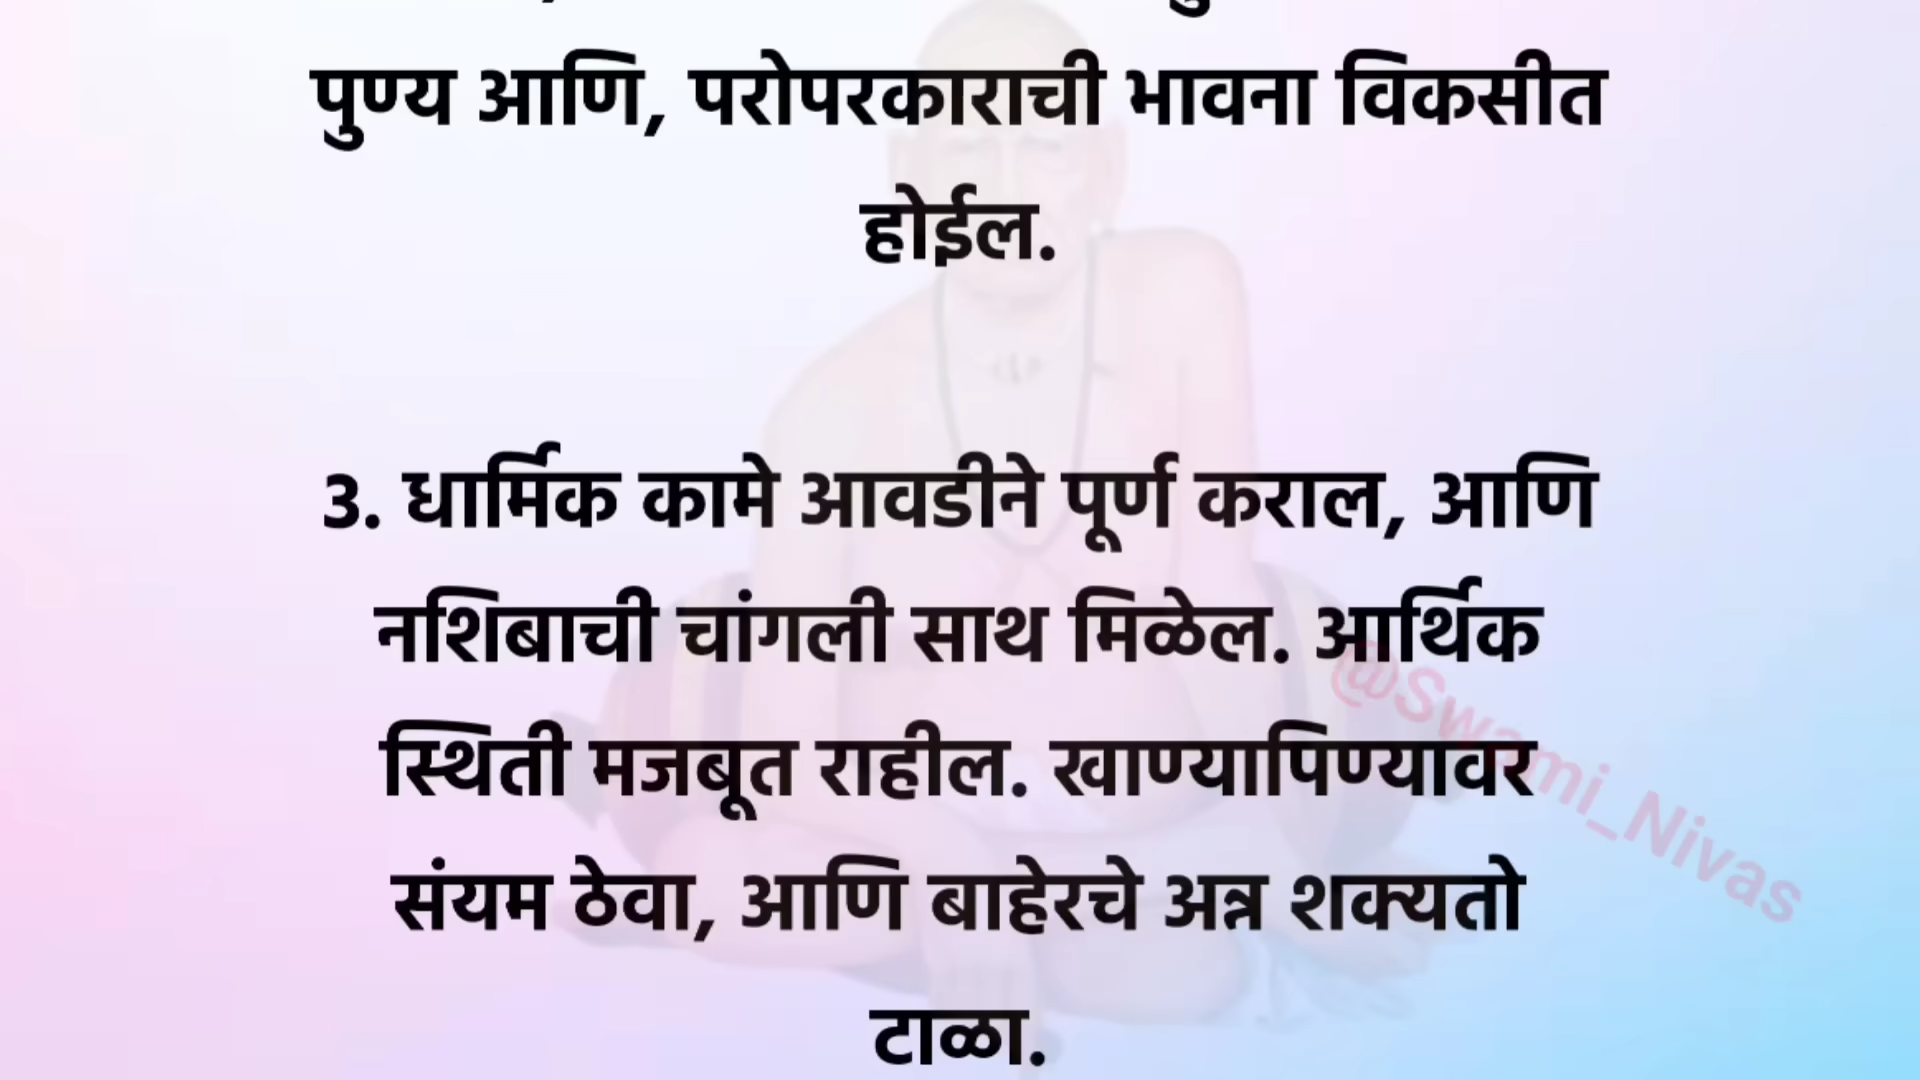 पुण्य आणि, परोपरकाराची भावना विकसीत
होईल.
3. धार्मिक कामे आवडीने पूर्ण कराल, आणि
नशिबाची चांगली साथ मिळेल. आर्थिक
स्थिती मजबूत राहील. खाण्यापिण्यावर
संयम ठेवा, आणि बाहेरचे अन्न शक्यतो
टाळा.
@Swami_Nivas